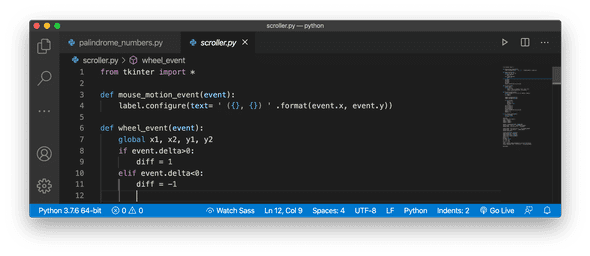 scroller.py — python
palindrome_numbers.py
scroller.py
scroller.py > wheel_event
1 from tkinter import *
2
3 def mouse_motion_event(event):
4 label.configure(text= ' ({}, {}) ' .format(event.x, event.y))
5
6 def wheel_event(event):
7 global x1, x2, y1, y2
8 if event.delta>0:
9 diff = 1
10 elif event.delta<0:
11 diff = -1
12
Python 3.7.6 64-bit 0 0 Watch Sass Ln 12, Col 9 Spaces: 4 UTF-8 LF Python Indents: 2 Go Live